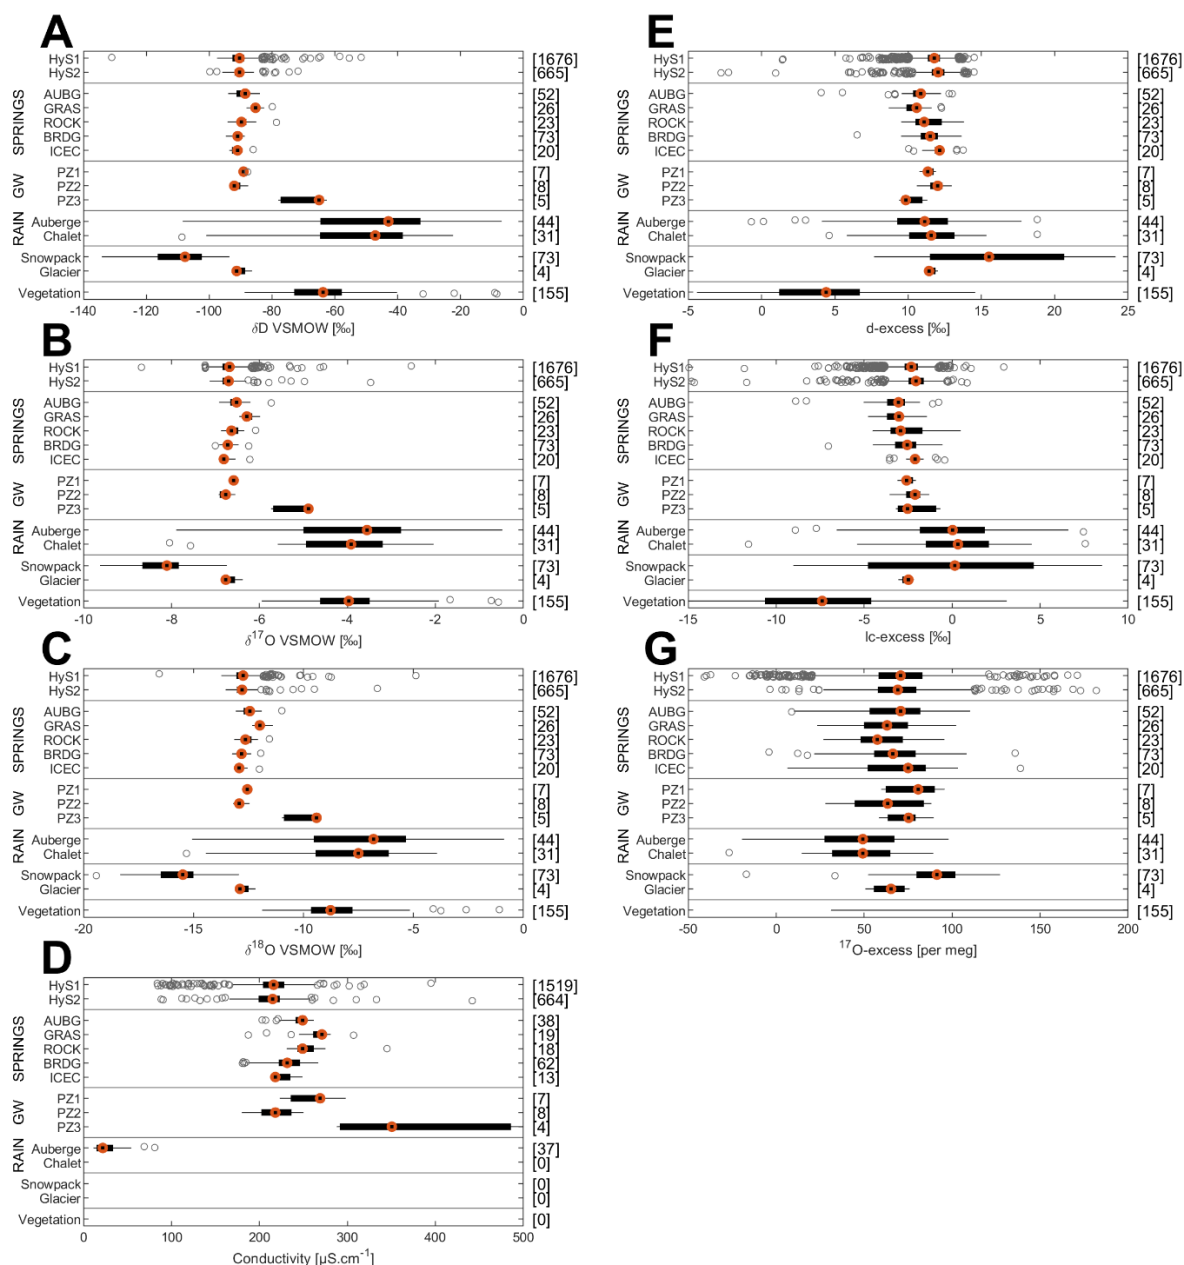 A
HyS1 [1676]
HyS2 [665]
SPRINGS
AUBG [52]
GRAS [26]
ROCK [23]
BRDG [73]
ICEC [20]
GW
PZ1 [7]
PZ2 [8]
PZ3 [5]
RAIN
Auberge [44]
Chalet [31]
Snowpack [73]
Glacier [4]
Vegetation [155]
-140 -120 -100 -80 -60 -40 -20 0
δD VSMOW [‰]
B
HyS1 [1676]
HyS2 [665]
SPRINGS
AUBG [52]
GRAS [26]
ROCK [23]
BRDG [73]
ICEC [20]
GW
PZ1 [7]
PZ2 [8]
PZ3 [5]
RAIN
Auberge [44]
Chalet [31]
Snowpack [73]
Glacier [4]
Vegetation [155]
-10 -8 -6 -4 -2 0
δ¹⁷O VSMOW [‰]
C
HyS1 [1676]
HyS2 [665]
SPRINGS
AUBG [52]
GRAS [26]
ROCK [23]
BRDG [73]
ICEC [20]
GW
PZ1 [7]
PZ2 [8]
PZ3 [5]
RAIN
Auberge [44]
Chalet [31]
Snowpack [73]
Glacier [4]
Vegetation [155]
-20 -15 -10 -5 0
δ¹⁸O VSMOW [‰]
D
HyS1 [1519]
HyS2 [664]
SPRINGS
AUBG [38]
GRAS [19]
ROCK [18]
BRDG [62]
ICEC [13]
GW
PZ1 [7]
PZ2 [8]
PZ3 [4]
RAIN
Auberge [37]
Chalet [0]
Snowpack [0]
Glacier [0]
Vegetation [0]
0 100 200 300 400 500
Conductivity [µS.cm⁻¹]
E
HyS1 [1676]
HyS2 [665]
SPRINGS
AUBG [52]
GRAS [26]
ROCK [23]
BRDG [73]
ICEC [20]
GW
PZ1 [7]
PZ2 [8]
PZ3 [5]
RAIN
Auberge [44]
Chalet [31]
Snowpack [73]
Glacier [4]
Vegetation [155]
-5 0 5 10 15 20 25
d-excess [‰]
F
HyS1 [1676]
HyS2 [665]
SPRINGS
AUBG [52]
GRAS [26]
ROCK [23]
BRDG [73]
ICEC [20]
GW
PZ1 [7]
PZ2 [8]
PZ3 [5]
RAIN
Auberge [44]
Chalet [31]
Snowpack [73]
Glacier [4]
Vegetation [155]
-15 -10 -5 0 5 10
lc-excess [‰]
G
HyS1 [1676]
HyS2 [665]
SPRINGS
AUBG [52]
GRAS [26]
ROCK [23]
BRDG [73]
ICEC [20]
GW
PZ1 [7]
PZ2 [8]
PZ3 [5]
RAIN
Auberge [44]
Chalet [31]
Snowpack [73]
Glacier [4]
Vegetation [155]
-50 0 50 100 150 200
¹⁷O-excess [per meg]